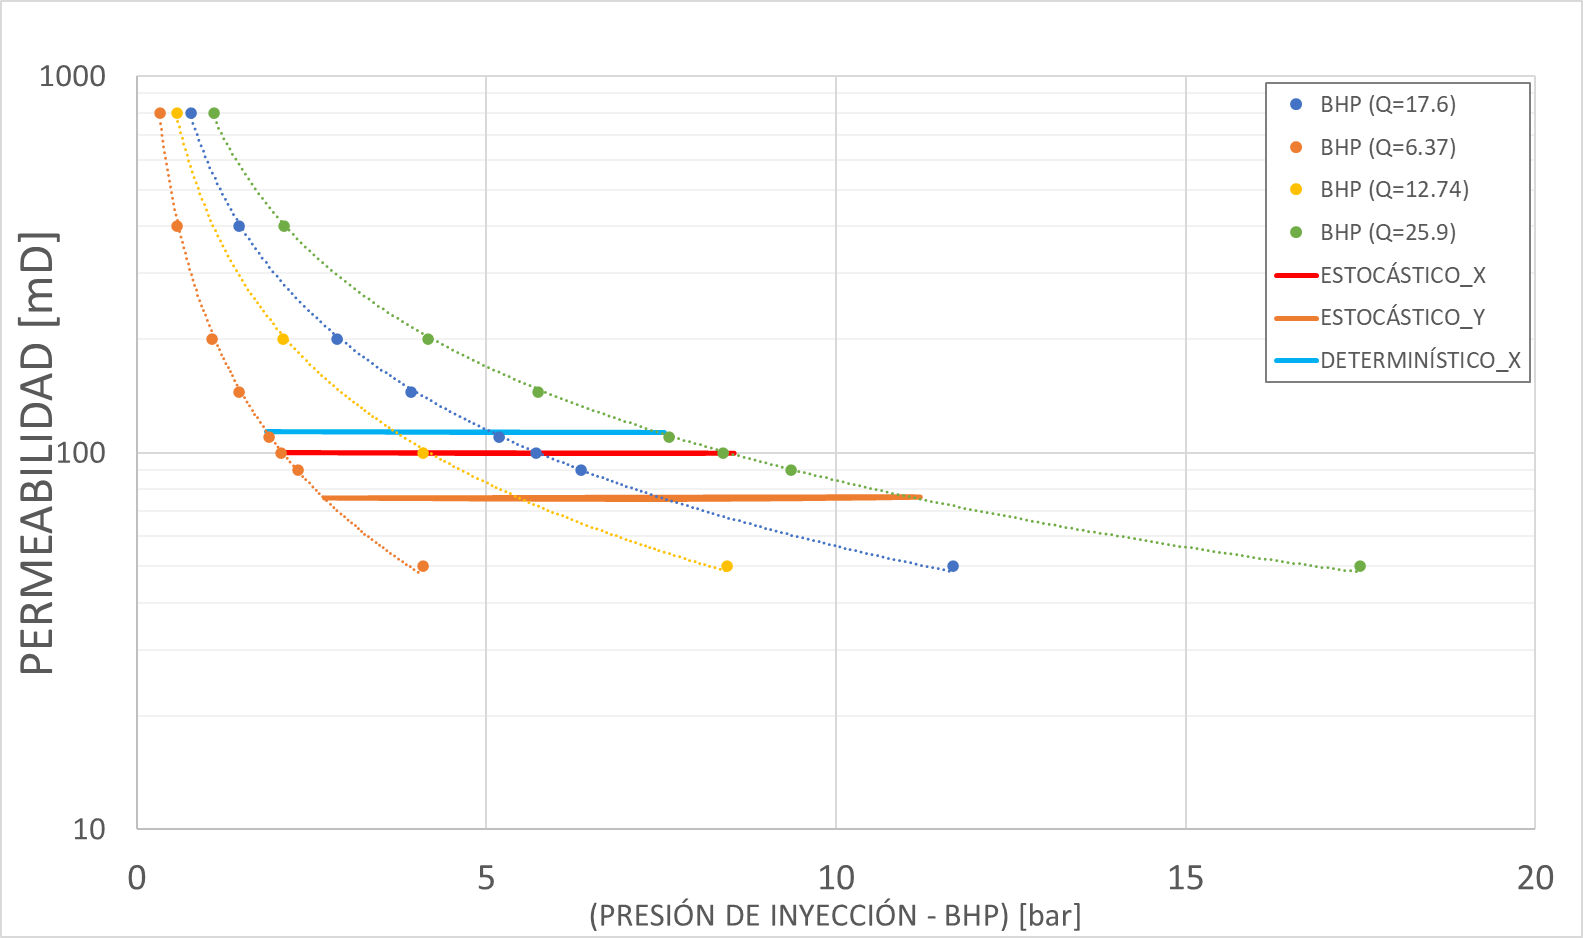 1000
100
10
PERMEABILIDAD [mD]
BHP (Q=17.6)
BHP (Q=6.37)
BHP (Q=12.74)
BHP (Q=25.9)
ESTOCÁSTICO_X
ESTOCÁSTICO_Y
DETERMINÍSTICO_X
0 5 10 15 20
(PRESIÓN DE INYECCIÓN - BHP) [bar]